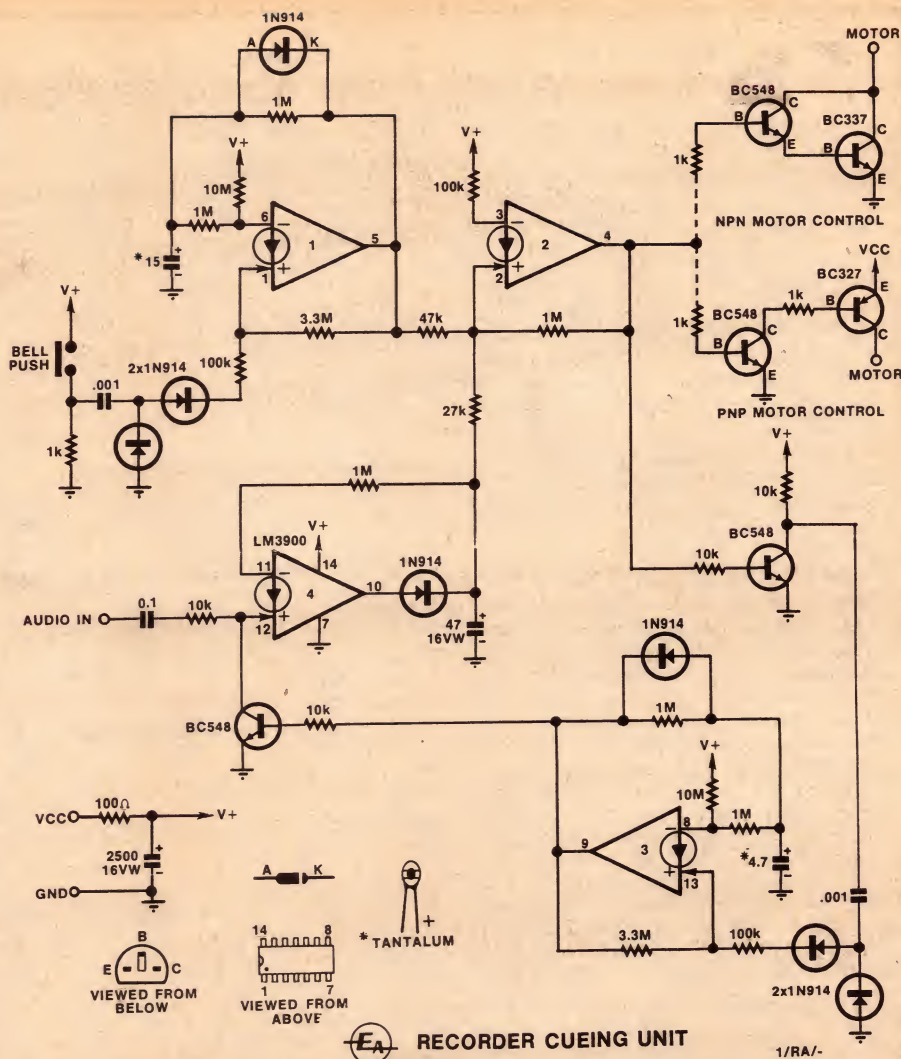 1N914
A K
1M
V+
10M
1M
6
1
5
* 15 +
-
1
3.3M
100k
V+
BELL
PUSH
.001
2x1N914
1k
V+
100k
3
2
4
2
47k
1M
27k
1M
LM3900
V+
11
14
4
10
12
7
1N914
47
16VW
+
-
AUDIO IN
0.1
10k
BC548
10k
MOTOR
BC548
B
C
E
BC337
B
C
E
1k
NPN MOTOR CONTROL
VCC
1k
BC548
B
C
E
1k
BC327
B
E
C
MOTOR
PNP MOTOR CONTROL
V+
10k
BC548
10k
1N914
1M
V+
10M
1M
9
8
3
13
*4.7
+
-
3.3M
100k
2x1N914
.001
VCC
100Ω
V+
2500
16VW
+
-
GND
A K
* TANTALUM
+
B
E C
VIEWED FROM
BELOW
14 8
1 7
VIEWED FROM
ABOVE
EA RECORDER CUEING UNIT
1/RA/-